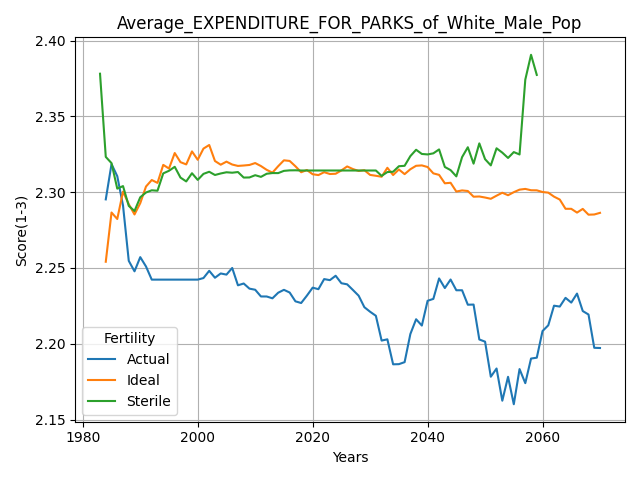 Average_EXPENDITURE_FOR_PARKS_of_White_Male_Pop
Score(1-3)
2.40
2.35
2.30
2.25
2.20
2.15
Fertility
Actual
Ideal
Sterile
1980
2000
2020
2040
2060
Years